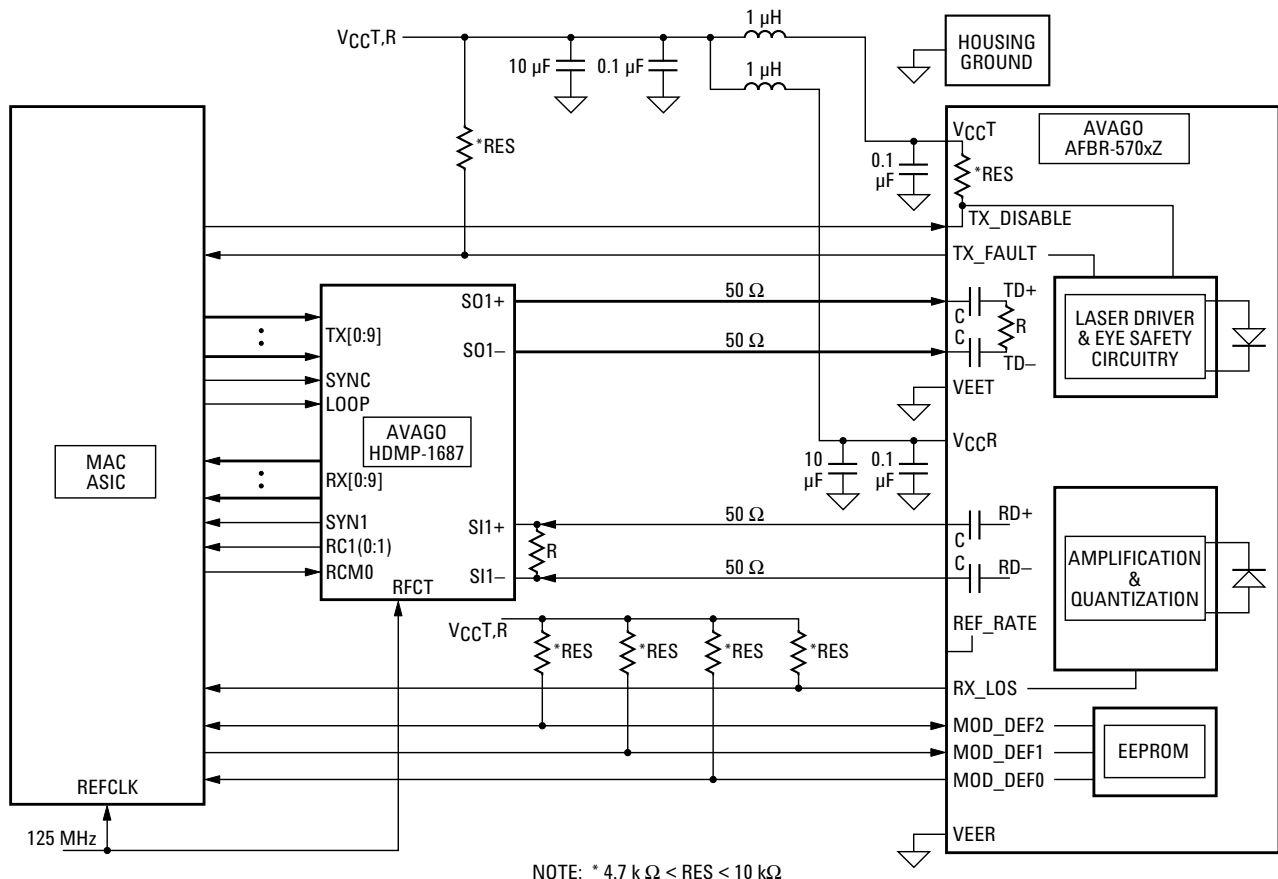 1 µH
VCCT,R
10 µF
0.1 µF
1 µH
HOUSING
GROUND
*RES
VCCT
AVAGO
AFBR-570xZ
0.1
µF
*RES
TX_DISABLE
TX_FAULT
SO1+
50 Ω
TD+
C
R
LASER DRIVER
& EYE SAFETY
CIRCUITRY
TX[0:9]
:
SO1–
50 Ω
C
TD–
SYNC
LOOP
VEET
AVAGO
HDMP-1687
MAC
ASIC
VCCR
10
µF
0.1
µF
RX[0:9]
:
SYN1
RC1(0:1)
RCM0
SI1+
50 Ω
RD+
C
R
AMPLIFICATION
&
QUANTIZATION
SI1–
50 Ω
C
RD–
RFCT
REF_RATE
VCCT,R
*RES
*RES
*RES
*RES
RX_LOS
MOD_DEF2
MOD_DEF1
MOD_DEF0
EEPROM
REFCLK
125 MHz
VEER
NOTE: * 4.7 k Ω < RES < 10 kΩ